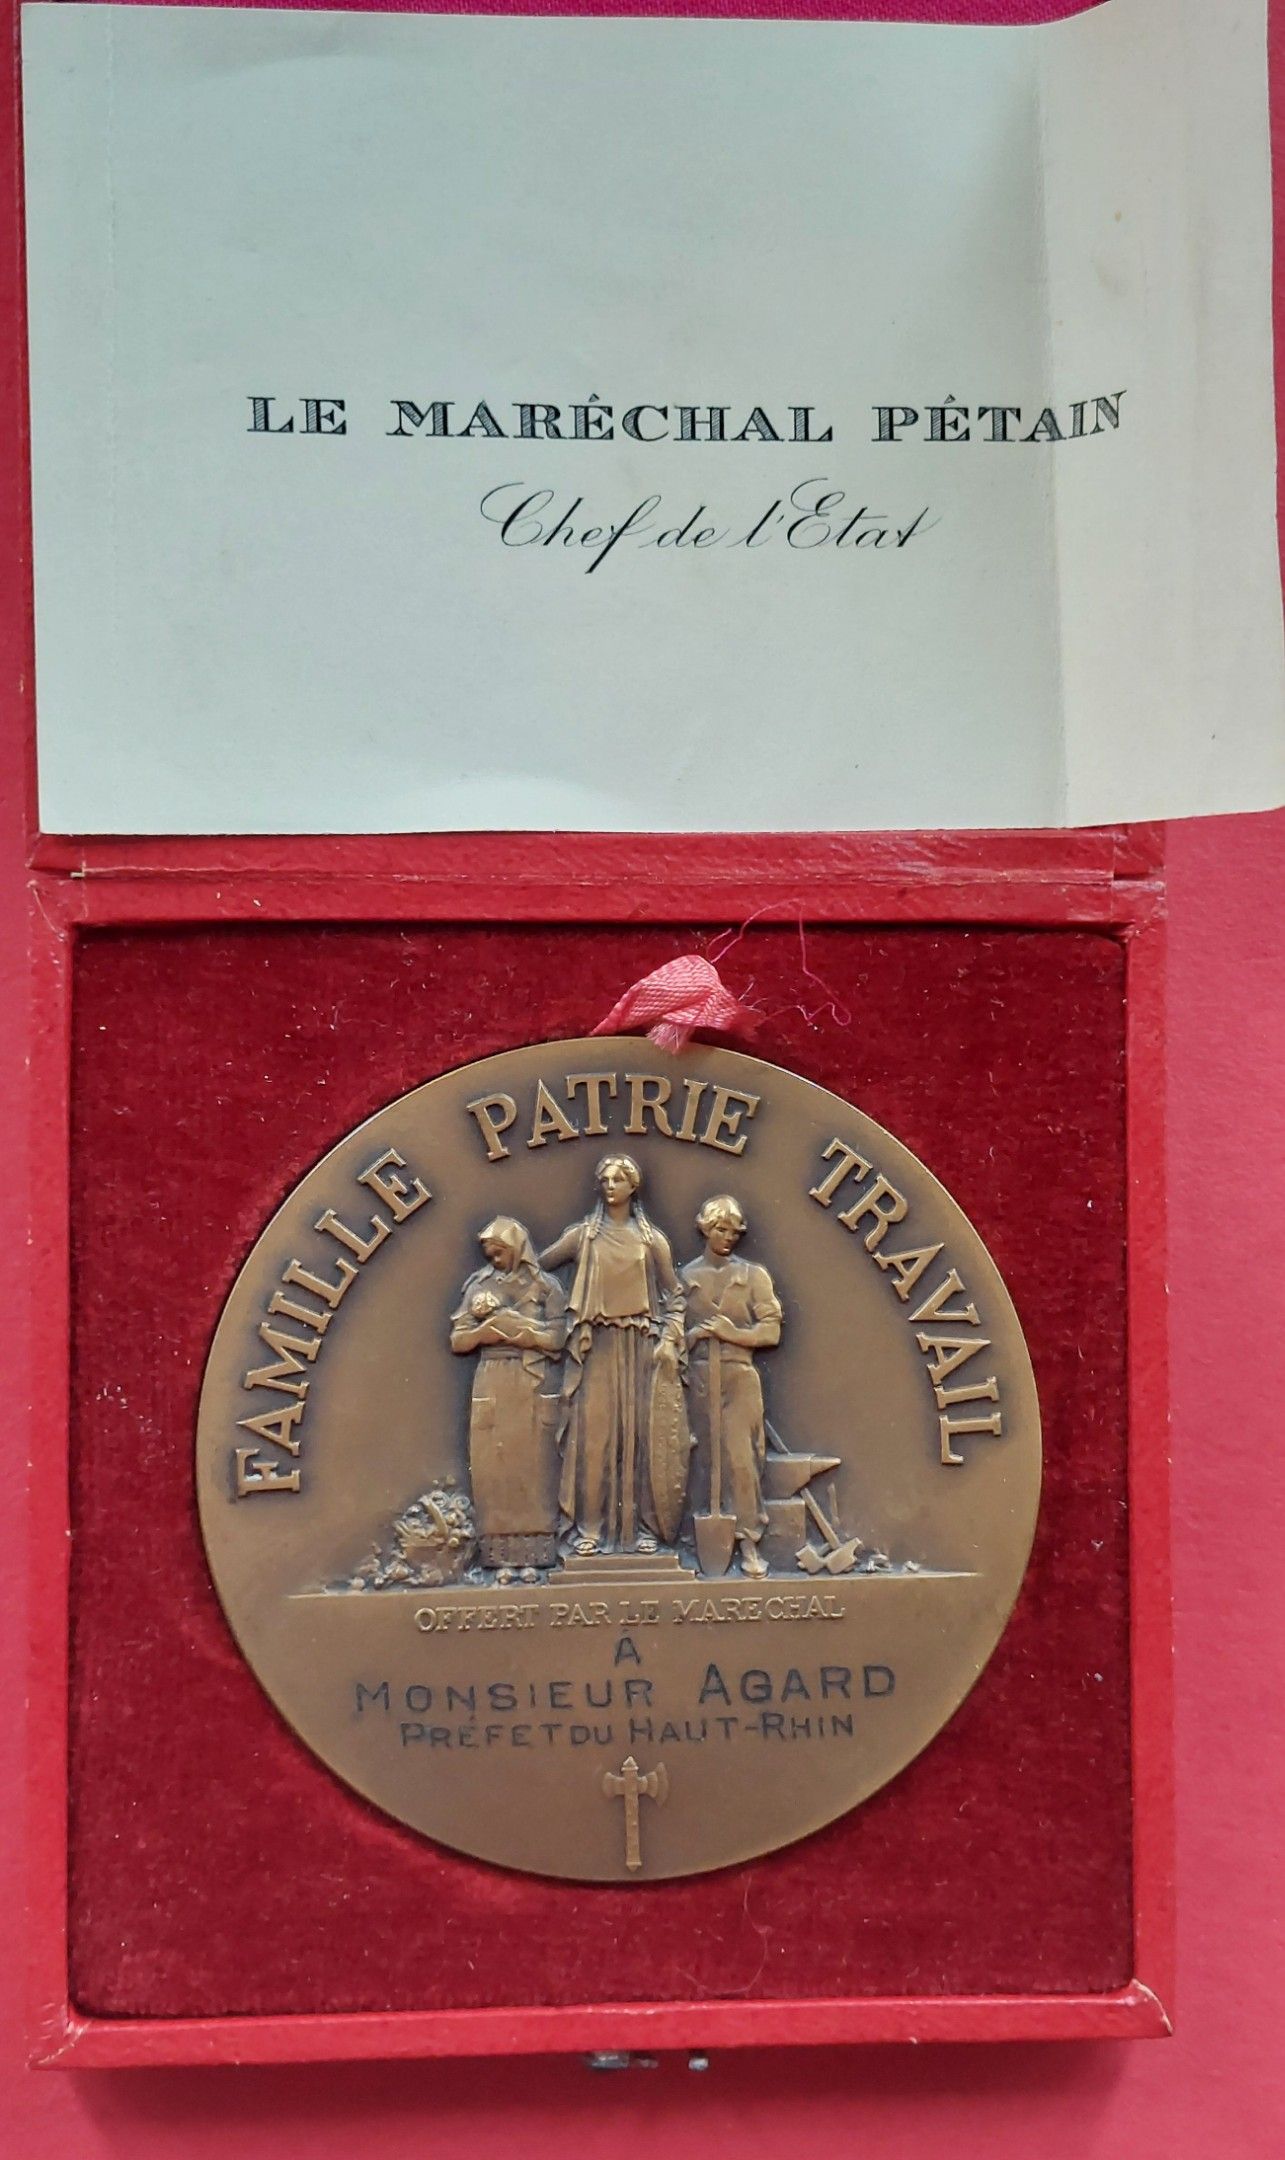 LE MARÉCHAL PÉTAIN
Chef de l'Etat
FAMILLE PATRIE TRAVAIL
OFFERT PAR LE MARECHAL
À
MONSIEUR AGARD
PRÉFET DU HAUT-RHIN